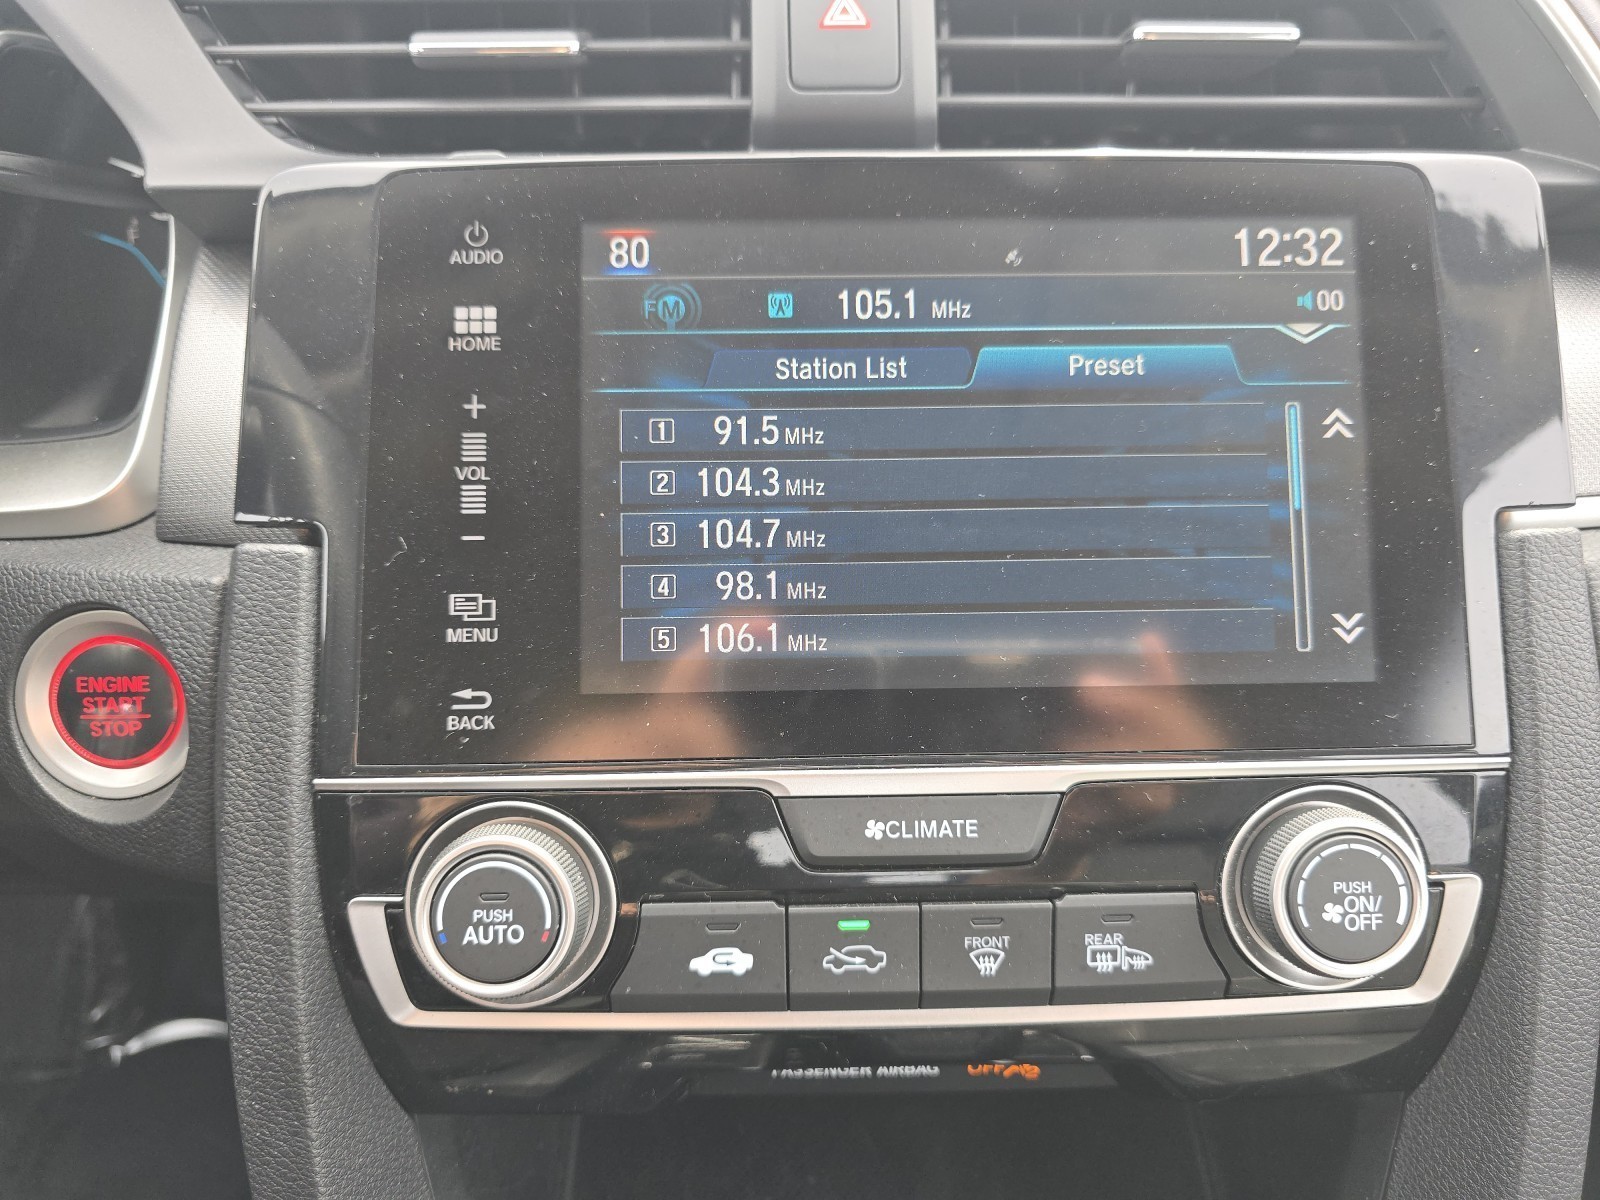 AUDIO
HOME
+
VOL
−
MENU
BACK
80
12:32
FM
105.1 MHz
00
Station List
Preset
1 91.5 MHz
2 104.3 MHz
3 104.7 MHz
4 98.1 MHz
5 106.1 MHz
ENGINE
START
STOP
CLIMATE
PUSH
AUTO
FRONT
REAR
PUSH
ON/
OFF
PASSENGER AIRBAG OFF